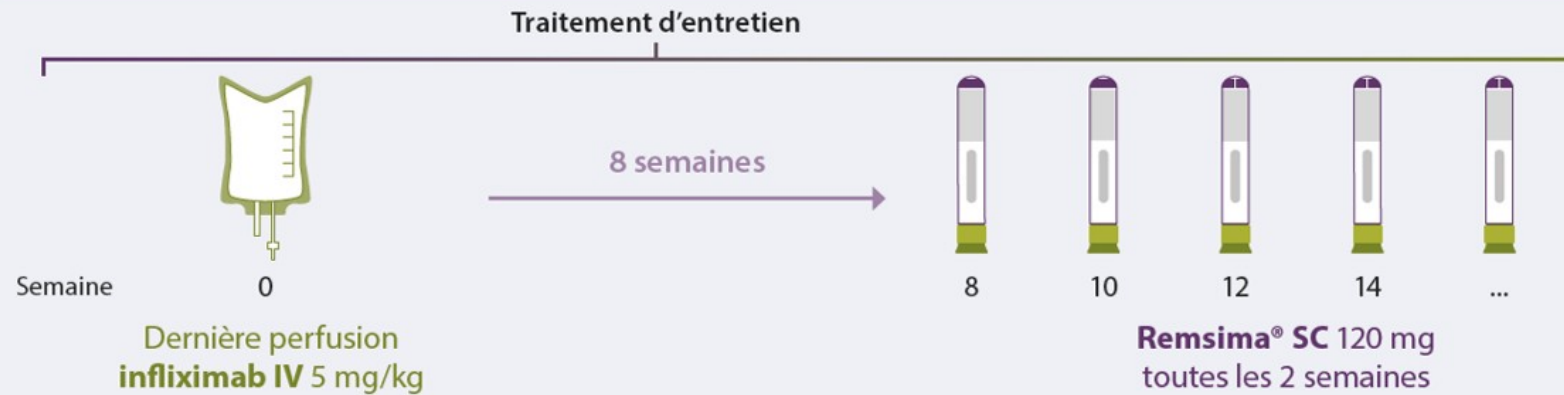 Traitement d'entretien
8 semaines
Semaine 0 8 10 12 14 ...
Dernière perfusion
infliximab IV 5 mg/kg
Remsima® SC 120 mg
toutes les 2 semaines